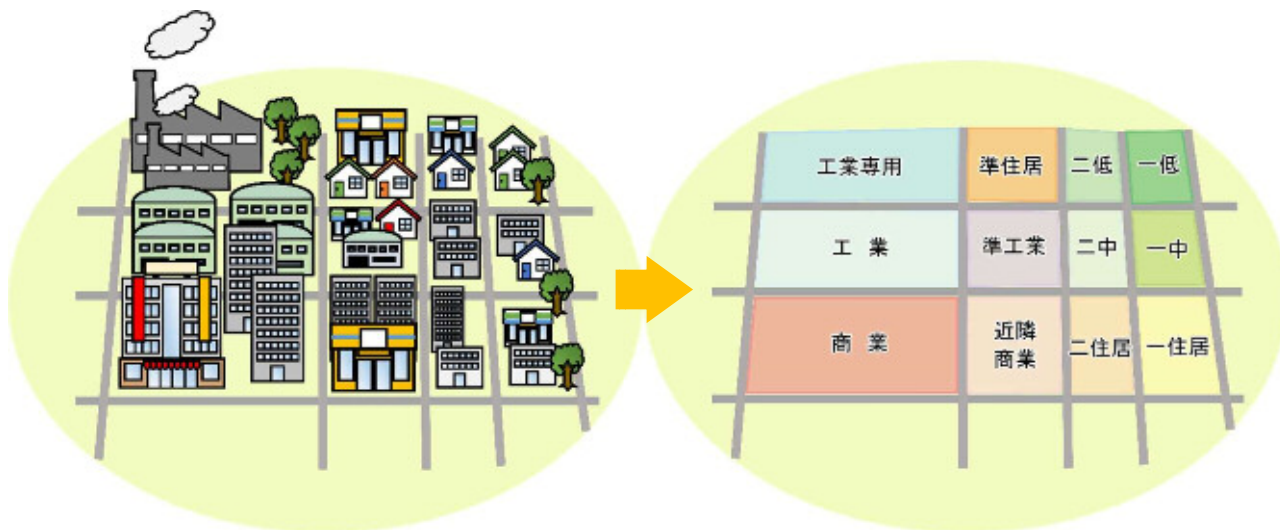 工業専用
準住居
二低
一低
工業
準工業
二中
一中
商業
近隣
商業
二住居
一住居